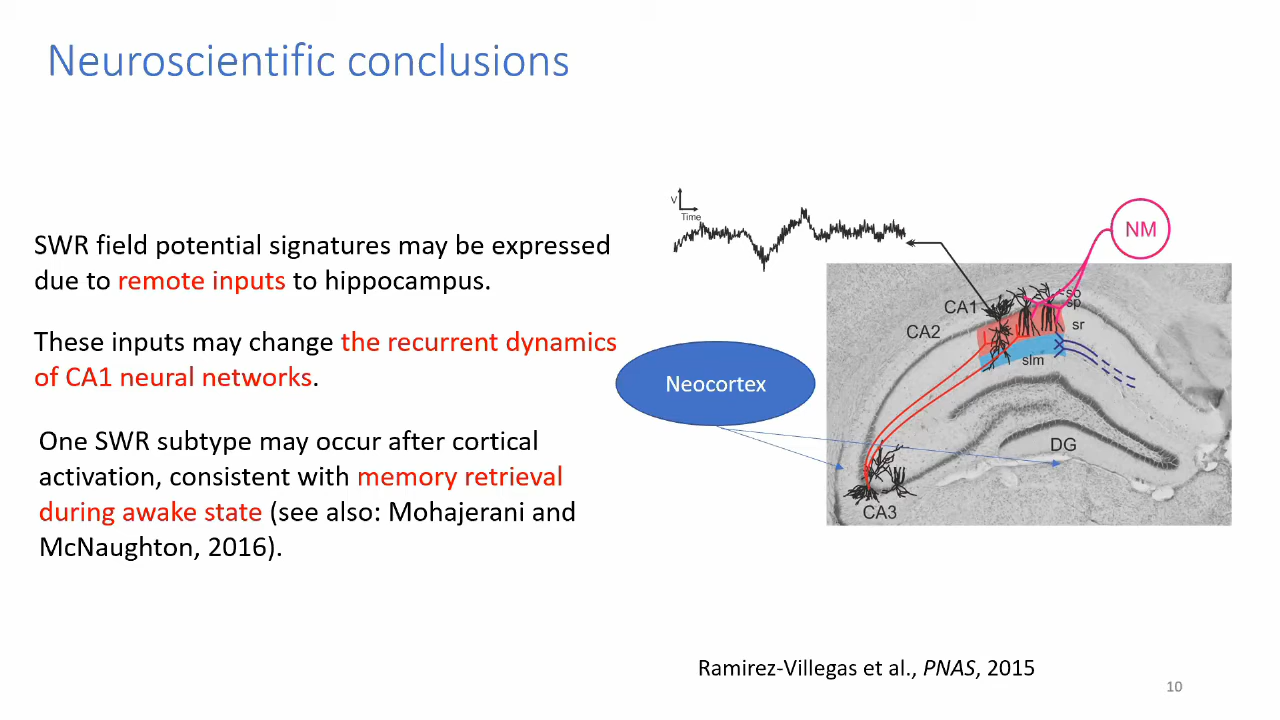 Neuroscientific conclusions
SWR field potential signatures may be expressed
due to remote inputs to hippocampus.
These inputs may change the recurrent dynamics
of CA1 neural networks.
One SWR subtype may occur after cortical
activation, consistent with memory retrieval
during awake state (see also: Mohajerani and
McNaughton, 2016).
V
Time
NM
CA1
so
sp
CA2
sr
slm
Neocortex
DG
CA3
Ramirez-Villegas et al., PNAS, 2015
10